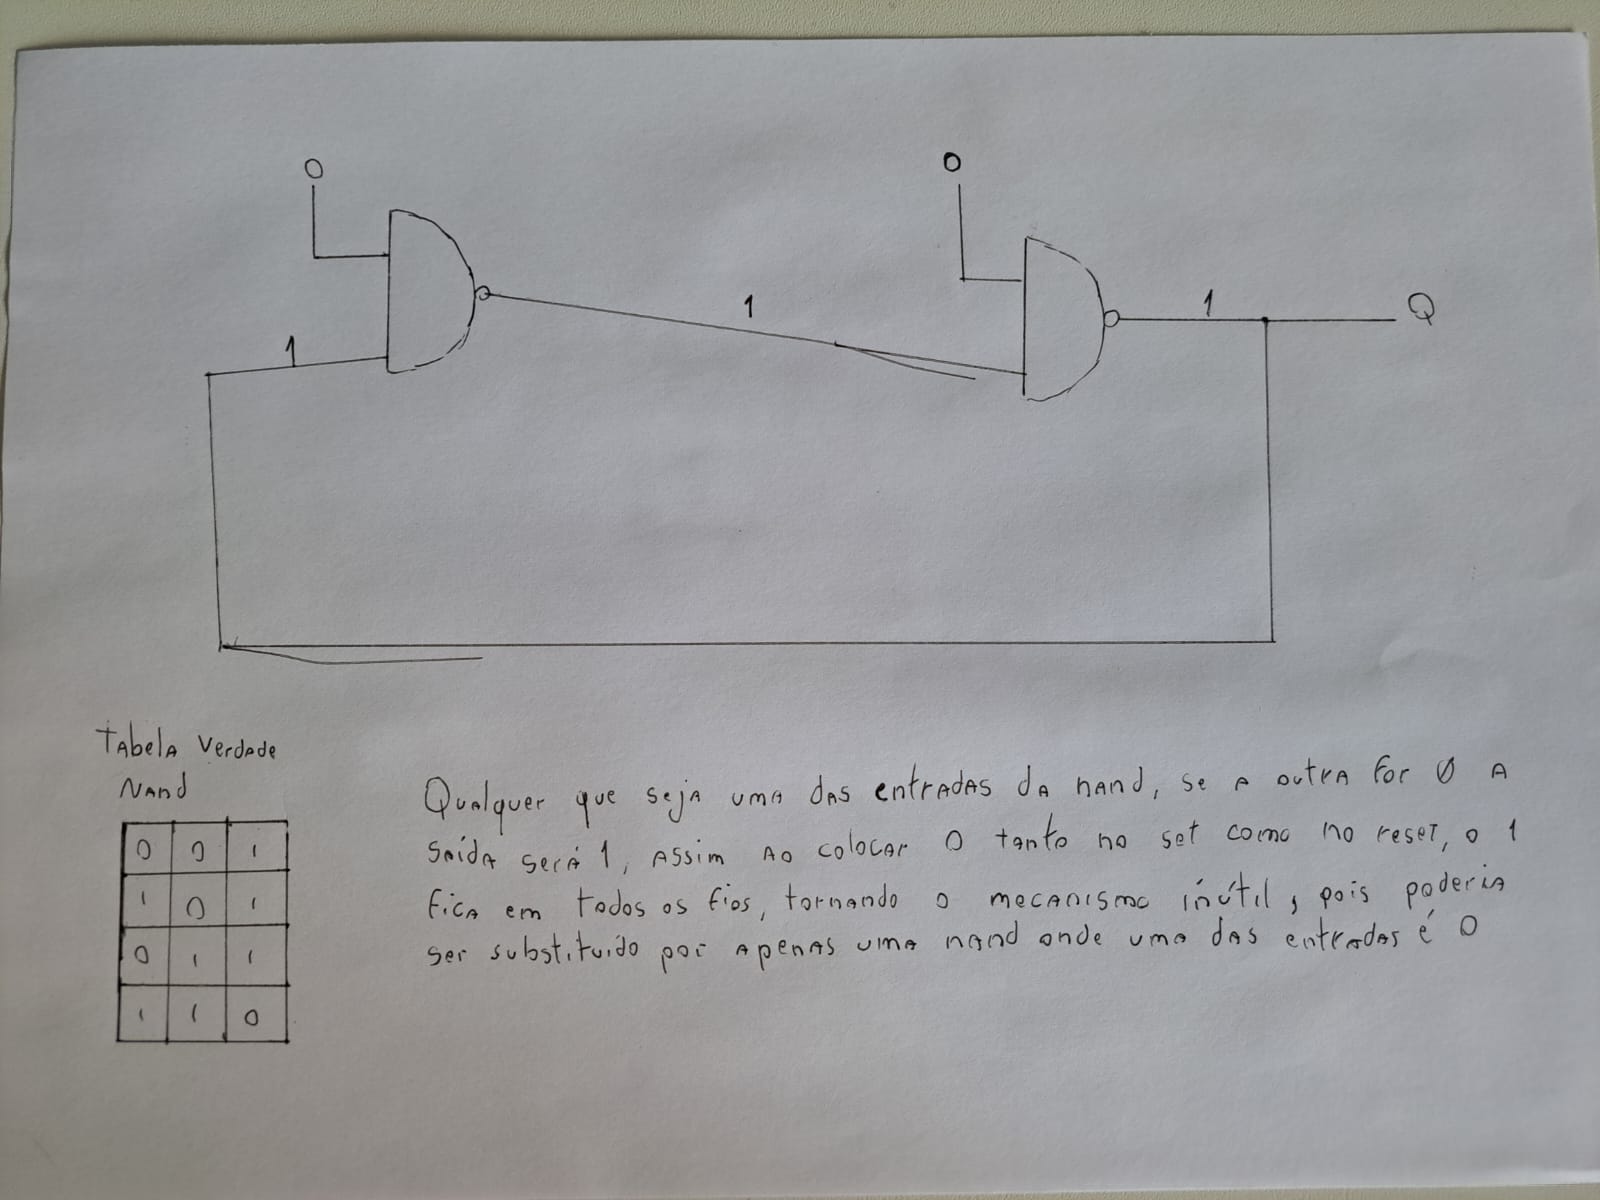 0 0
1 1 1 Q
Tabela Verdade
Nand
0 0 1
1 0 1
0 1 1
1 1 0
Qualquer que seja uma das entradas da nand, se a outra for 0 a
saída será 1, assim ao colocar 0 tanto no set como no reset, o 1
fica em todos os fios, tornando o mecanismo inútil, pois poderia
ser substituído por apenas uma nand onde uma das entradas é 0